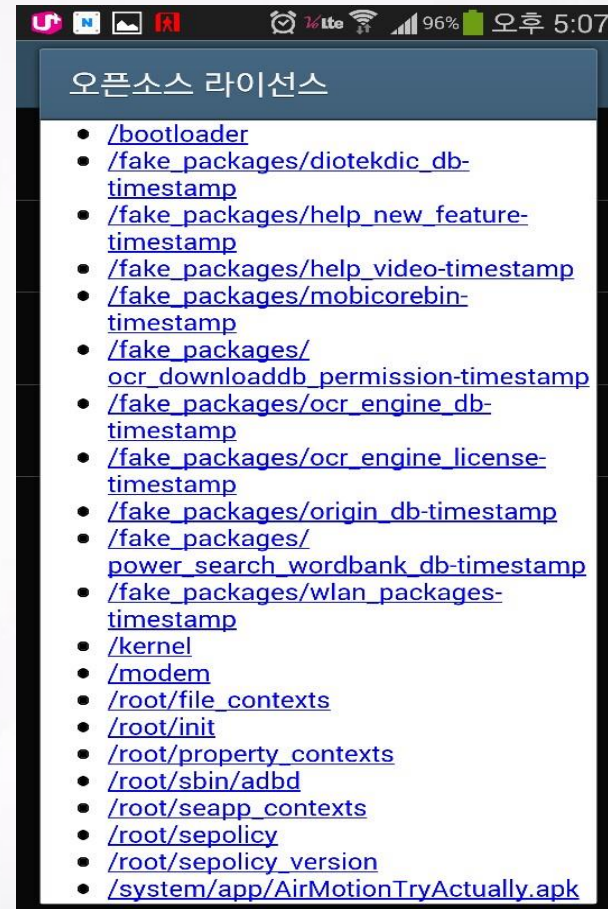 U+ N Vo LTE 96% 오후 5:07
오픈소스 라이선스
/bootloader
/fake_packages/diotekdic_db-
timestamp
/fake_packages/help_new_feature-
timestamp
/fake_packages/help_video-timestamp
/fake_packages/mobicorebin-
timestamp
/fake_packages/
ocr_downloaddb_permission-timestamp
/fake_packages/ocr_engine_db-
timestamp
/fake_packages/ocr_engine_license-
timestamp
/fake_packages/origin_db-timestamp
/fake_packages/
power_search_wordbank_db-timestamp
/fake_packages/wlan_packages-
timestamp
/kernel
/modem
/root/file_contexts
/root/init
/root/property_contexts
/root/sbin/adbd
/root/seapp_contexts
/root/sepolicy
/root/sepolicy_version
/system/app/AirMotionTryActually.apk